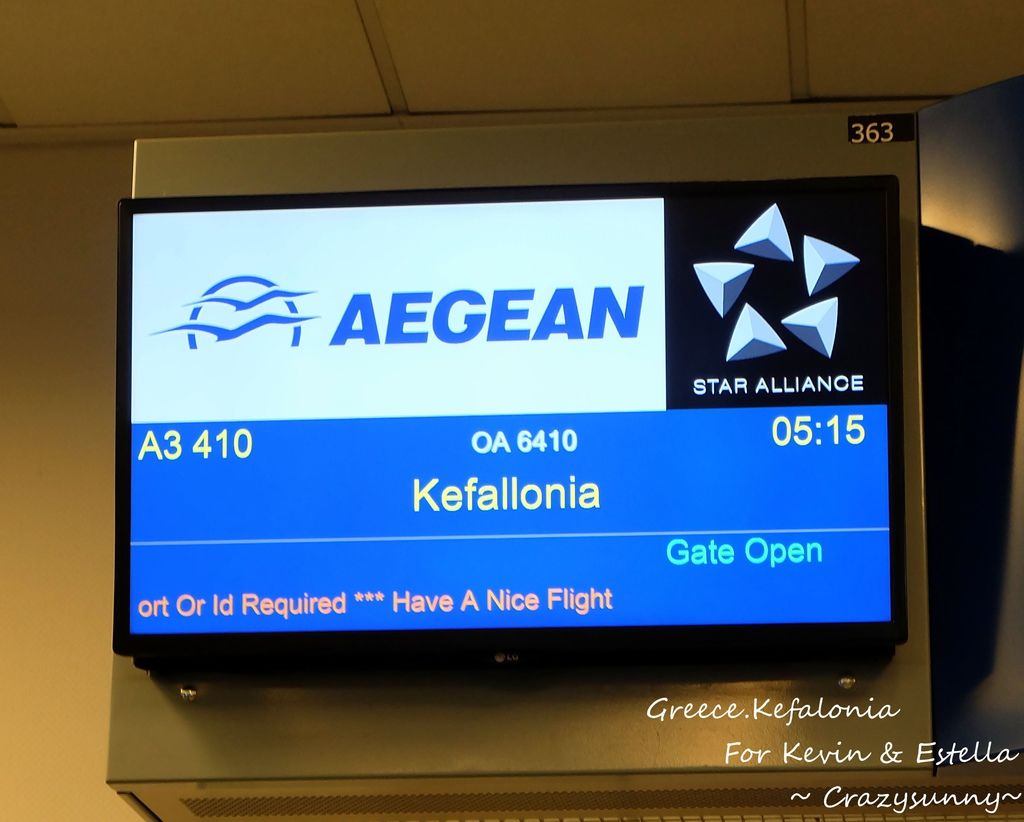 363
AEGEAN
STAR ALLIANCE
A3 410 OA 6410 05:15
Kefallonia
Gate Open
ort Or Id Required *** Have A Nice Flight
LG
Greece.Kefalonia
For Kevin & Estella
~ Crazysunny~